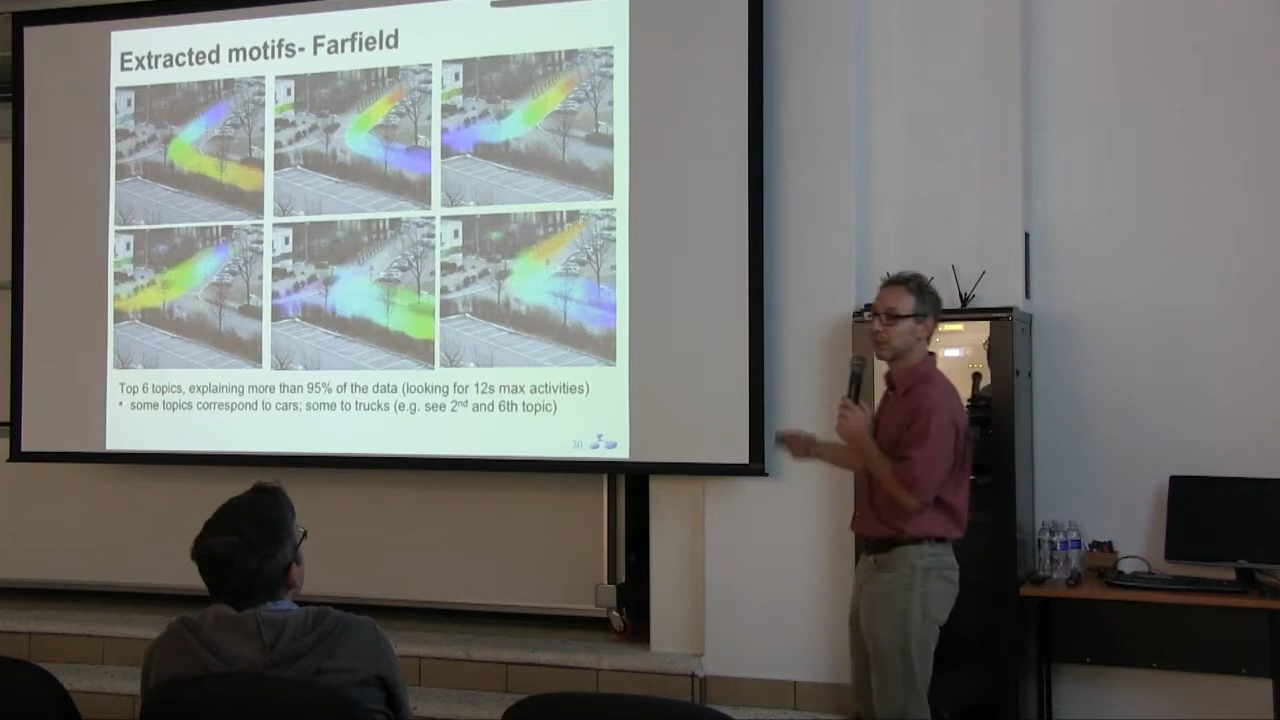 Extracted motifs- Farfield
Top 6 topics, explaining more than 95% of the data (looking for 12s max activities)
• some topics correspond to cars; some to trucks (e.g. see 2nd and 6th topic)
30